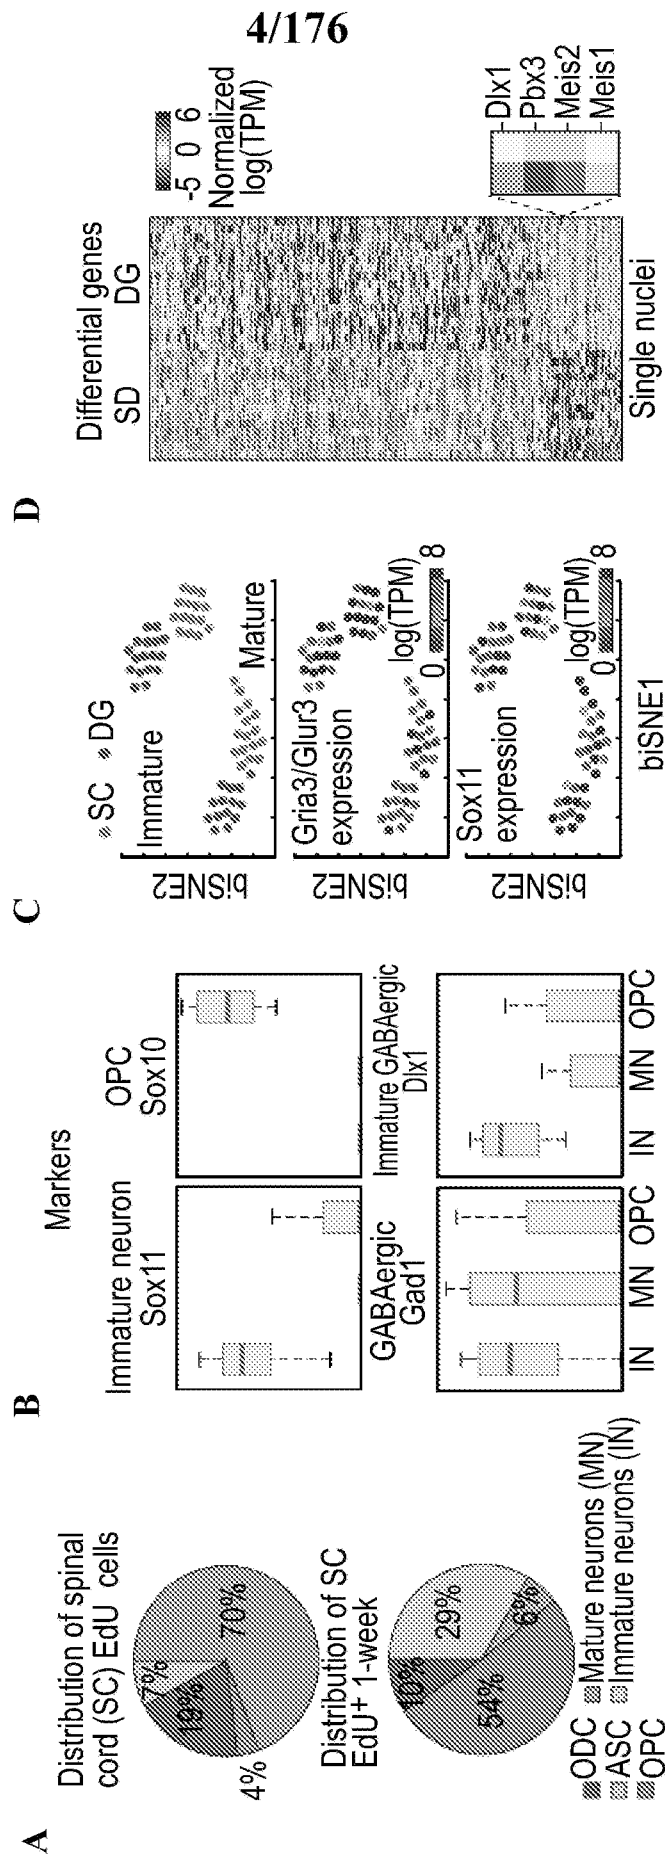 4/176
A
Distribution of spinal
cord (SC) EdU cells
7%
19%
70%
4%
Distribution of SC
EdU+ 1-week
10%
29%
54%
6%
ODC
ASC
OPC
Mature neurons (MN)
Immature neurons (IN)
B
Markers
Immature neuron
Sox11
OPC
Sox10
GABAergic
Gad1
Immature GABAergic
Dlx1
IN MN OPC
IN MN OPC
C
SC DG
Immature
Mature
biSNE2
Gria3/Glur3
expression
log(TPM)
0 8
biSNE2
Sox11
expression
log(TPM)
0 8
biSNE2
biSNE1
D
Differential genes
SD DG
-5 0 6
Normalized
log(TPM)
Dlx1
Pbx3
Meis2
Meis1
Single nuclei